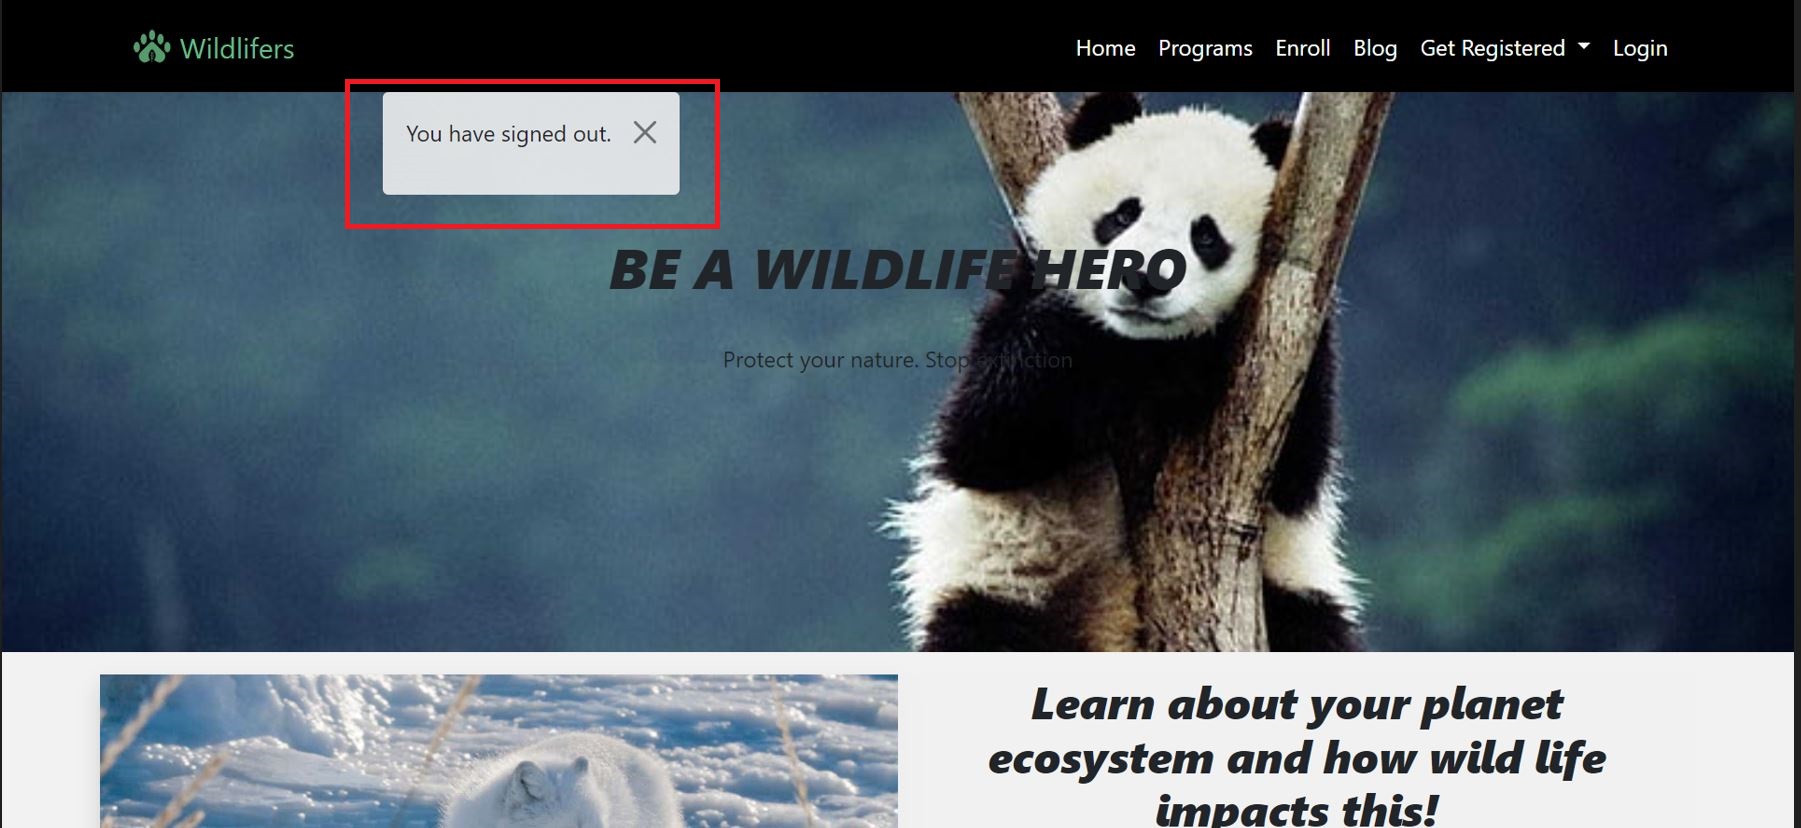 Wildlifers
Home Programs Enroll Blog Get Registered Login
You have signed out.
BE A WILDLIFE HERO
Protect your nature. Stop extinction
Learn about your planet
ecosystem and how wild life
impacts this!